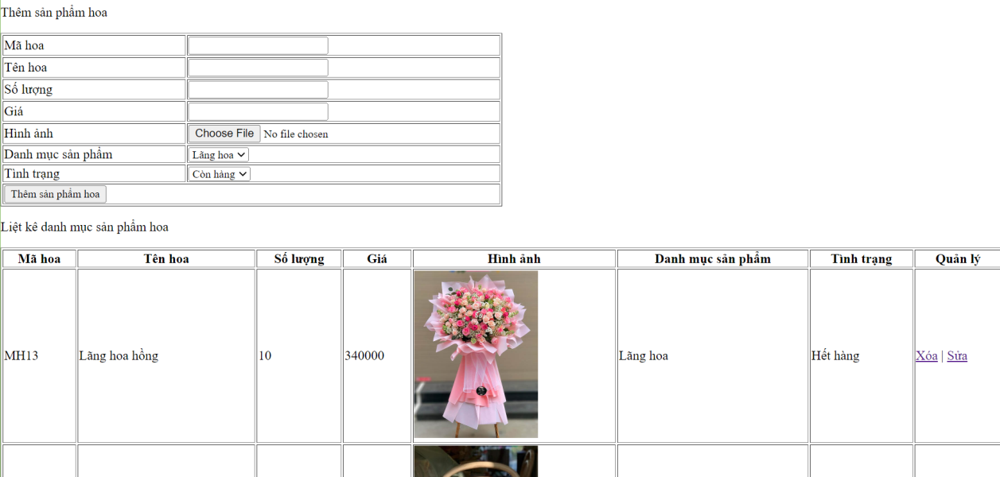 Thêm sản phẩm hoa
Mã hoa
Tên hoa
Số lượng
Giá
Hình ảnh Choose File No file chosen
Danh mục sản phẩm Lãng hoa
Tình trạng Còn hàng
Thêm sản phẩm hoa
Liệt kê danh mục sản phẩm hoa
Mã hoa Tên hoa Số lượng Giá Hình ảnh Danh mục sản phẩm Tình trạng Quản lý
MH13 Lãng hoa hồng 10 340000 Lãng hoa Hết hàng Xóa | Sửa